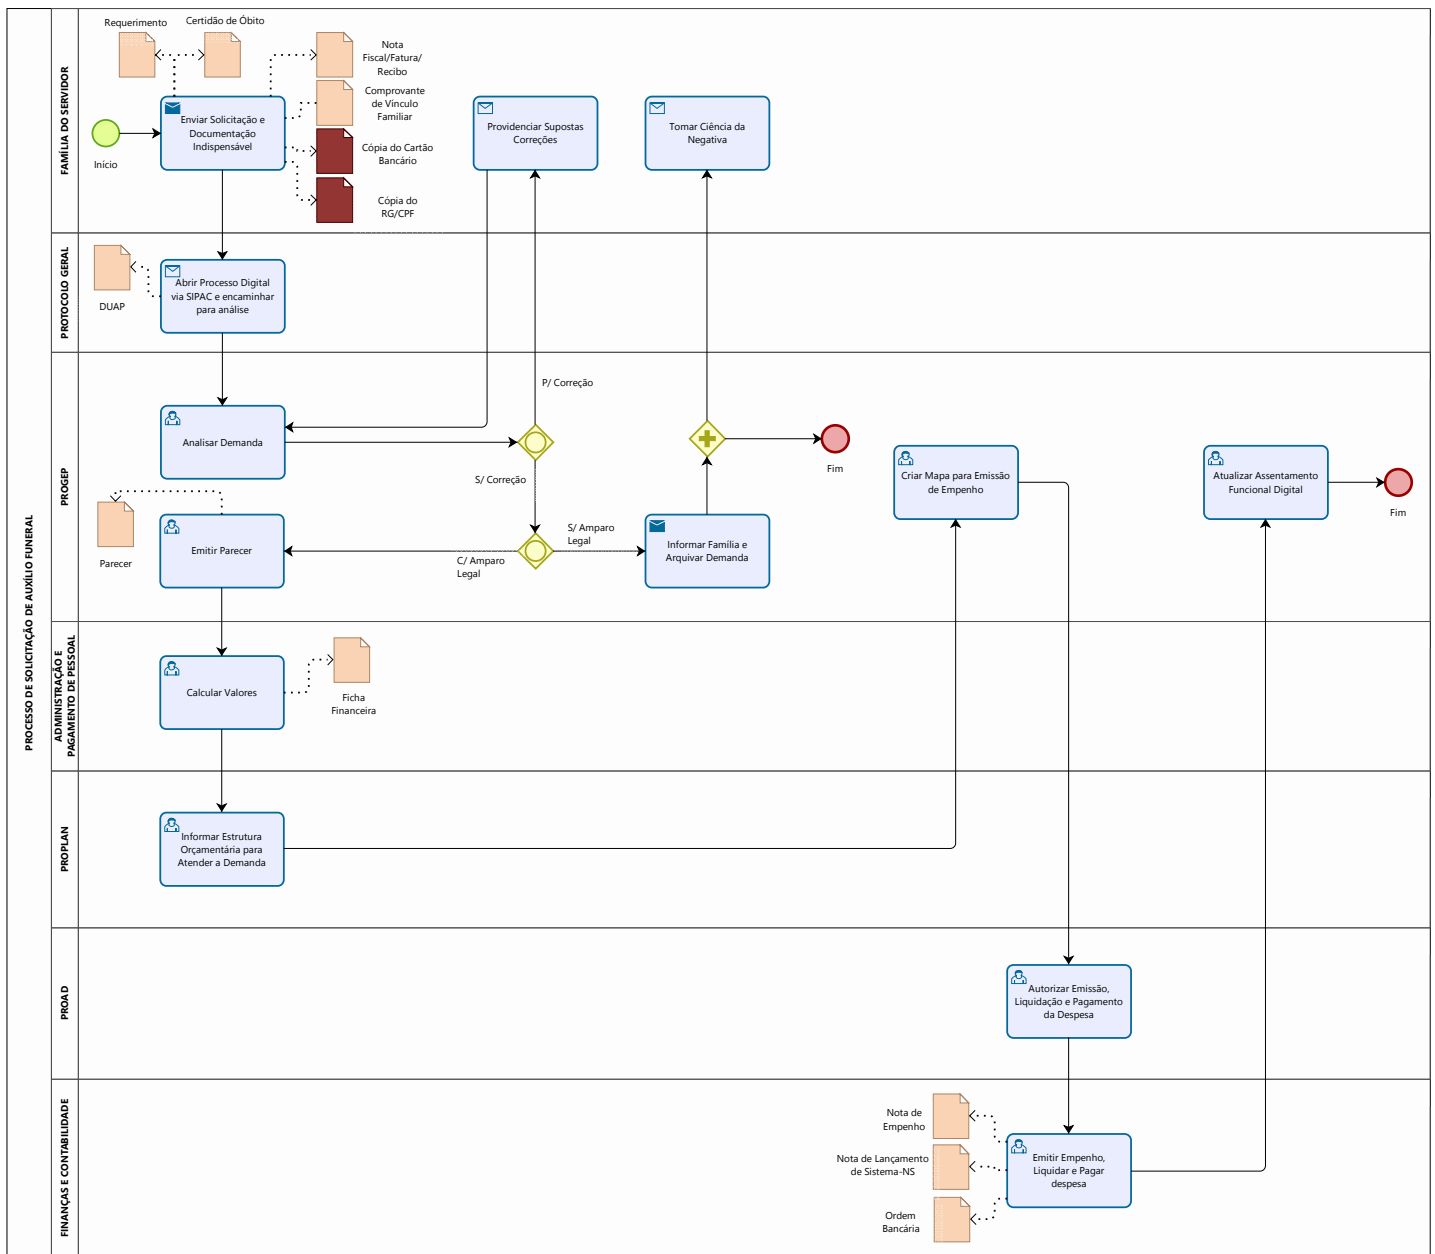 PROCESSO DE SOLICITAÇÃO DE AUXÍLIO FUNERAL
FAMÍLIA DO SERVIDOR
Requerimento
Certidão de Óbito
Nota
Fiscal/Fatura/
Recibo
Comprovante
de Vínculo
Familiar
Cópia do Cartão
Bancário
Cópia do
RG/CPF
Início
Enviar Solicitação e
Documentação
Indispensável
Providenciar Supostas
Correções
Tomar Ciência da
Negativa
PROTOCOLO GERAL
DUAP
Abrir Processo Digital
via SIPAC e encaminhar
para análise
PROGEP
Analisar Demanda
P/ Correção
S/ Correção
Fim
Parecer
Emitir Parecer
C/ Amparo
Legal
S/ Amparo
Legal
Informar Família e
Arquivar Demanda
Criar Mapa para Emissão
de Empenho
Atualizar Assentamento
Funcional Digital
Fim
ADMINISTRAÇÃO E
PAGAMENTO DE PESSOAL
Calcular Valores
Ficha
Financeira
PROPLAN
Informar Estrutura
Orçamentária para
Atender a Demanda
PROAD
Autorizar Emissão,
Liquidação e Pagamento
da Despesa
FINANÇAS E CONTABILIDADE
Nota de
Empenho
Nota de Lançamento
de Sistema-NS
Ordem
Bancária
Emitir Empenho,
Liquidar e Pagar
despesa